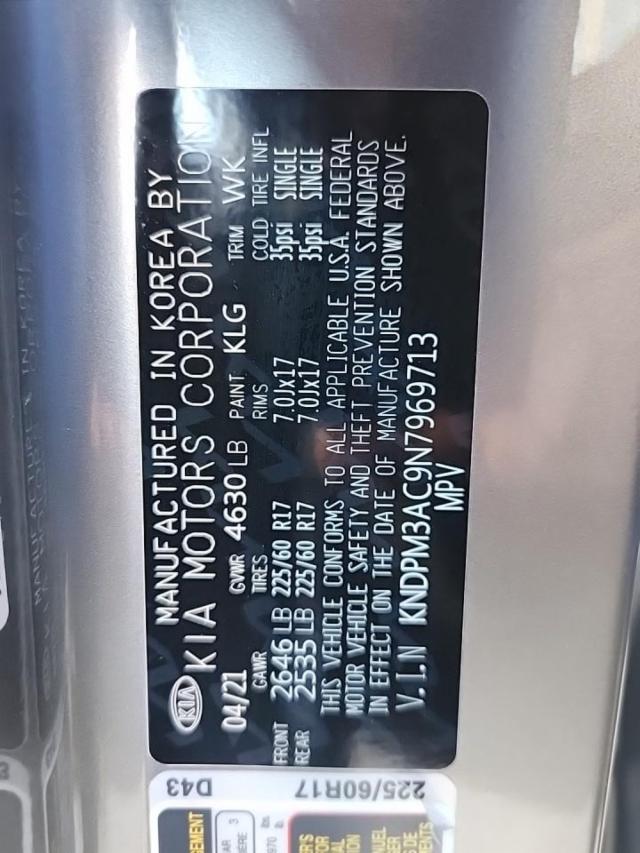 MANUFACTURED IN KOREA BY
KIA KIA MOTORS CORPORATION
04/21 GVWR 4630 LB PAINT KLG TRIM WK
GAWR TIRES RIMS COLD TIRE INFL
FRONT 2646 LB 225/60 R17 7.0Jx17 35psi SINGLE
REAR 2535 LB 225/60 R17 7.0Jx17 35psi SINGLE
THIS VEHICLE CONFORMS TO ALL APPLICABLE U.S.A. FEDERAL
MOTOR VEHICLE SAFETY AND THEFT PREVENTION STANDARDS
IN EFFECT ON THE DATE OF MANUFACTURE SHOWN ABOVE.
V.I.N KNDPM3AC9N7969713
MPV
D43
225/60R17